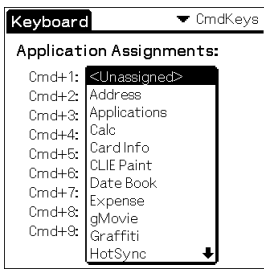 Keyboard ▼ CmdKeys
Application Assignments:
Cmd+1: <Unassigned>
Cmd+2: Address
Cmd+3: Applications
Cmd+4: Calc
Cmd+5: Card Info
Cmd+6: CLIE Paint
Cmd+7: Date Book
Cmd+8: Expense
Cmd+9: gMovie
Graffiti
HotSync